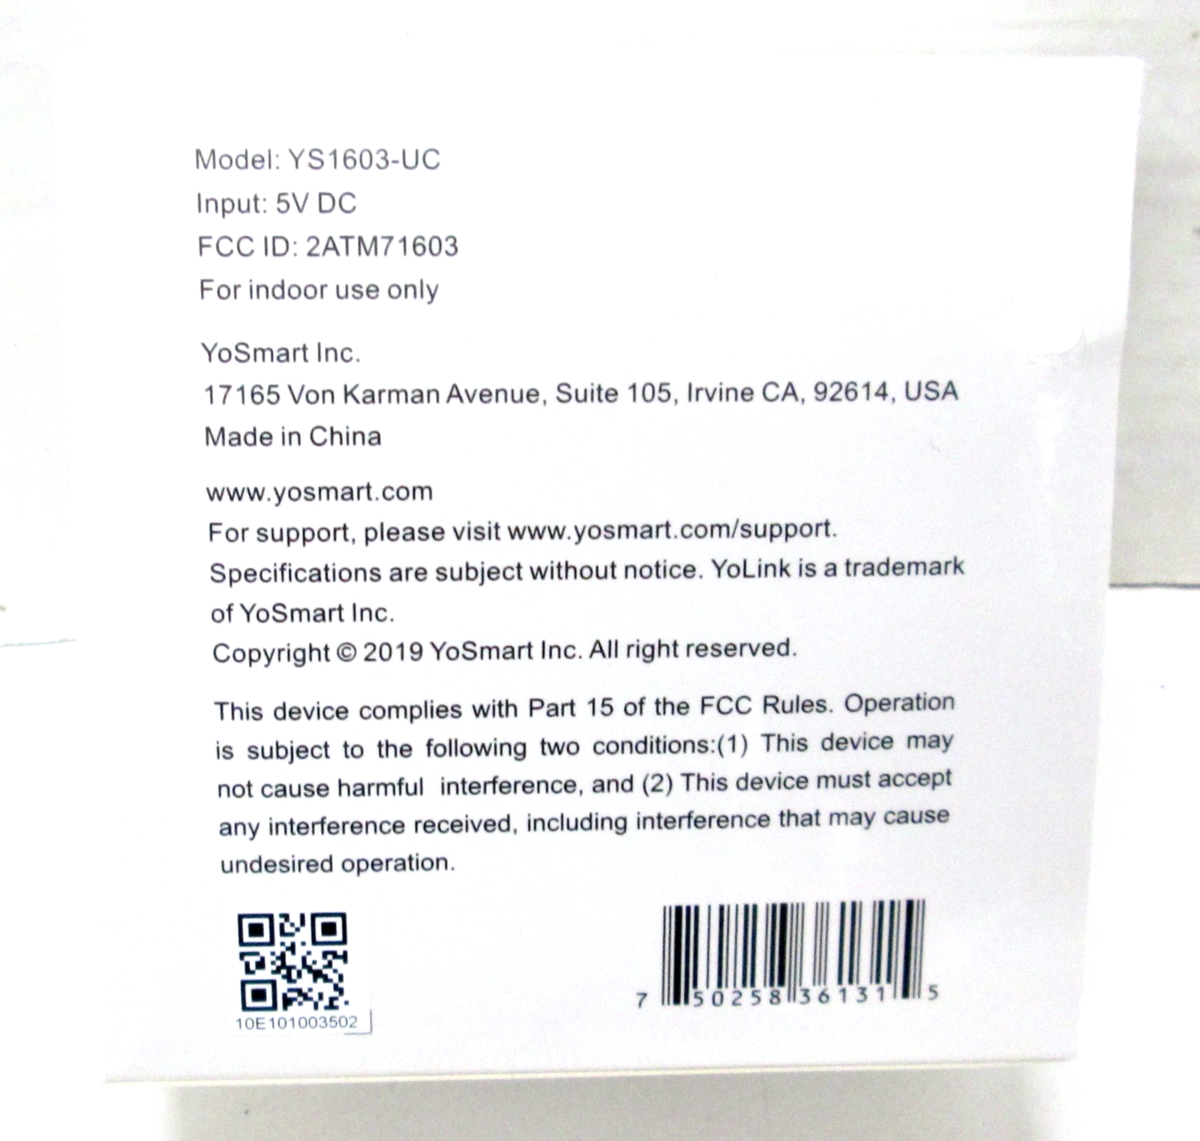 Model: YS1603-UC
Input: 5V DC
FCC ID: 2ATM71603
For indoor use only
YoSmart Inc.
17165 Von Karman Avenue, Suite 105, Irvine CA, 92614, USA
Made in China
www.yosmart.com
For support, please visit www.yosmart.com/support.
Specifications are subject without notice. YoLink is a trademark
of YoSmart Inc.
Copyright © 2019 YoSmart Inc. All right reserved.
This device complies with Part 15 of the FCC Rules. Operation
is subject to the following two conditions:(1) This device may
not cause harmful interference, and (2) This device must accept
any interference received, including interference that may cause
undesired operation.
10E101003502
7 50258 36131 5